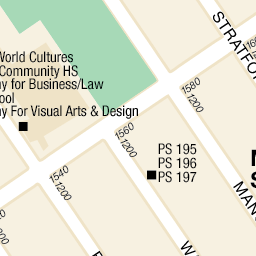 World Cultures
Community HS
y for Business/Law
ool
y For Visual Arts & Design
STRATFO
1580
1200
1560
1200
1540
1200
PS 195
PS 196
PS 197
MAN
W